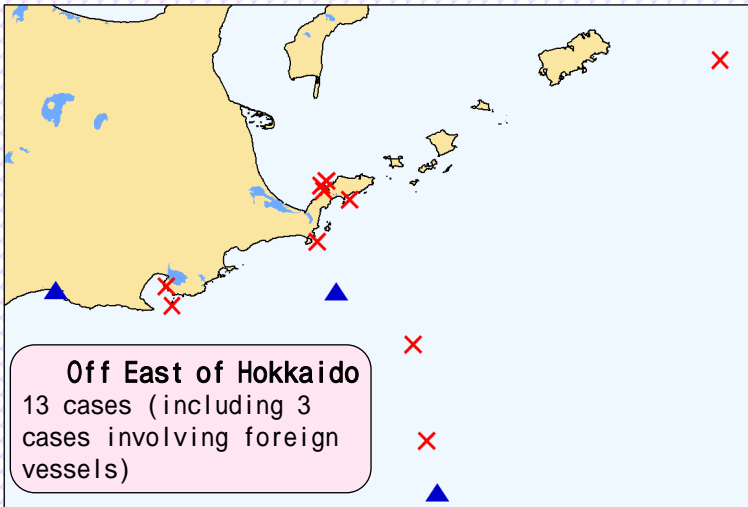 Off East of Hokkaido
13 cases (including 3
cases involving foreign
vessels)